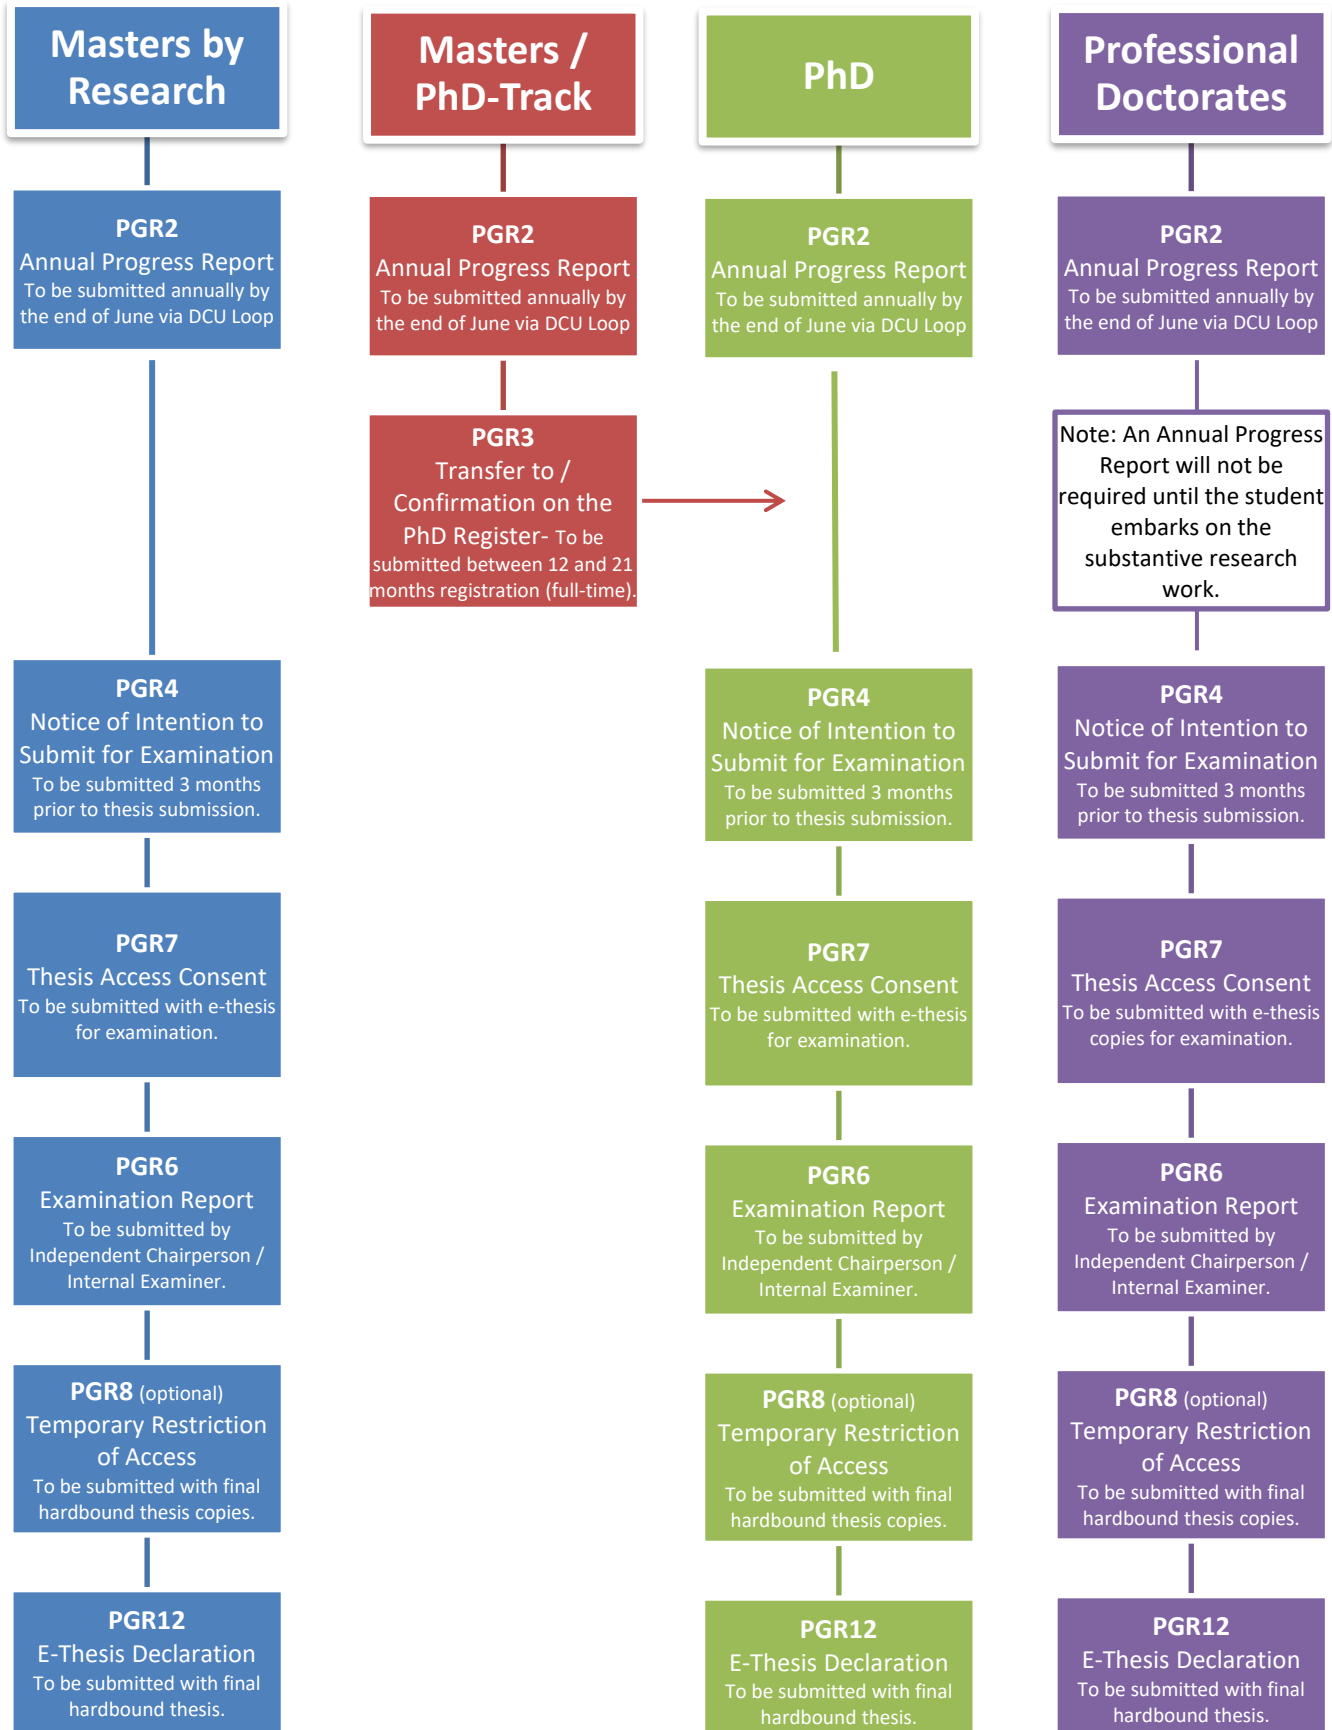 Masters by
Research
PGR2
Annual Progress Report
To be submitted annually by
the end of June via DCU Loop
PGR4
Notice of Intention to
Submit for Examination
To be submitted 3 months
prior to thesis submission.
PGR7
Thesis Access Consent
To be submitted with e-thesis
for examination.
PGR6
Examination Report
To be submitted by
Independent Chairperson /
Internal Examiner.
PGR8 (optional)
Temporary Restriction
of Access
To be submitted with final
hardbound thesis copies.
PGR12
E-Thesis Declaration
To be submitted with final
hardbound thesis.
Masters /
PhD-Track
PGR2
Annual Progress Report
To be submitted annually by
the end of June via DCU Loop
PGR3
Transfer to /
Confirmation on the
PhD Register- To be
submitted between 12 and 21
months registration (full-time).
PhD
PGR2
Annual Progress Report
To be submitted annually by
the end of June via DCU Loop
PGR4
Notice of Intention to
Submit for Examination
To be submitted 3 months
prior to thesis submission.
PGR7
Thesis Access Consent
To be submitted with e-thesis
for examination.
PGR6
Examination Report
To be submitted by
Independent Chairperson /
Internal Examiner.
PGR8 (optional)
Temporary Restriction
of Access
To be submitted with final
hardbound thesis copies.
PGR12
E-Thesis Declaration
To be submitted with final
hardbound thesis.
Professional
Doctorates
PGR2
Annual Progress Report
To be submitted annually by
the end of June via DCU Loop
Note: An Annual Progress
Report will not be
required until the student
embarks on the
substantive research
work.
PGR4
Notice of Intention to
Submit for Examination
To be submitted 3 months
prior to thesis submission.
PGR7
Thesis Access Consent
To be submitted with e-thesis
copies for examination.
PGR6
Examination Report
To be submitted by
Independent Chairperson /
Internal Examiner.
PGR8 (optional)
Temporary Restriction
of Access
To be submitted with final
hardbound thesis copies.
PGR12
E-Thesis Declaration
To be submitted with final
hardbound thesis.